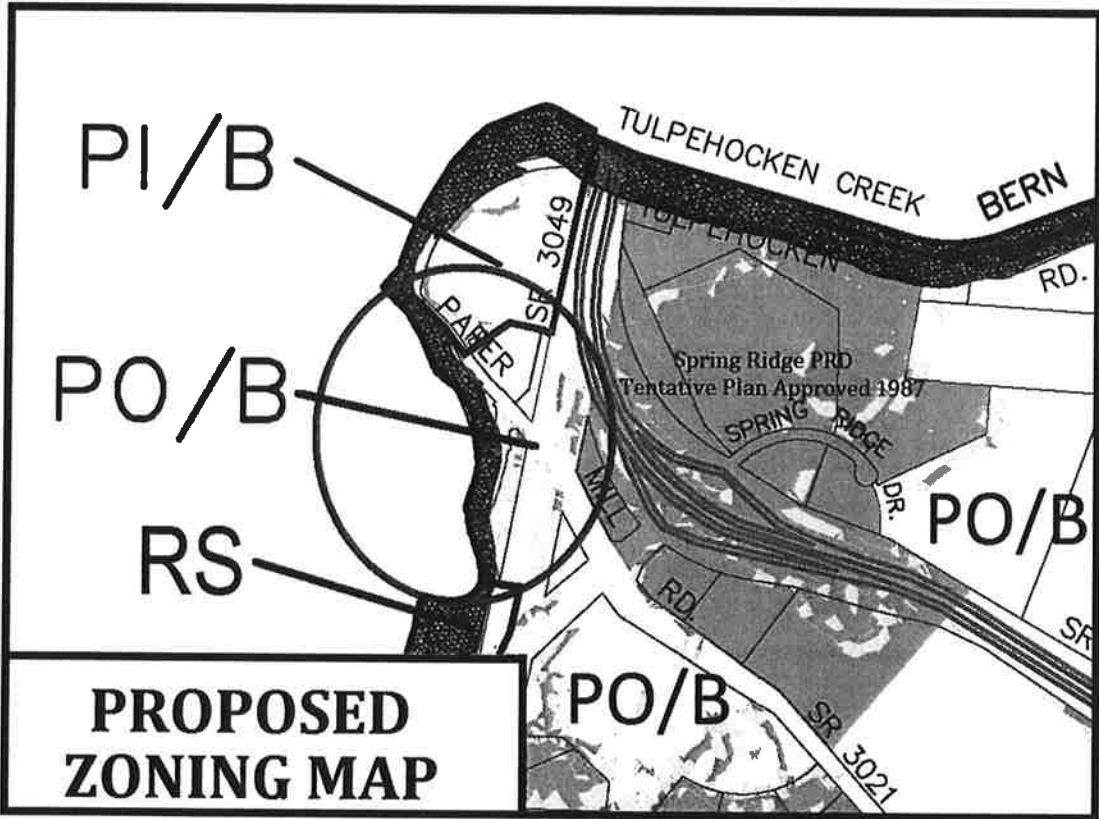 PI/B
TULPEHOCKEN CREEK
BERN
TULPEHOCKEN
RD.
SR 3049
PAPER
PO/B
Spring Ridge PRD
Tentative Plan Approved 1987
SPRING RIDGE DR.
PO/B
RS
RD.
SR
PO/B
SR 3021
PROPOSED
ZONING MAP